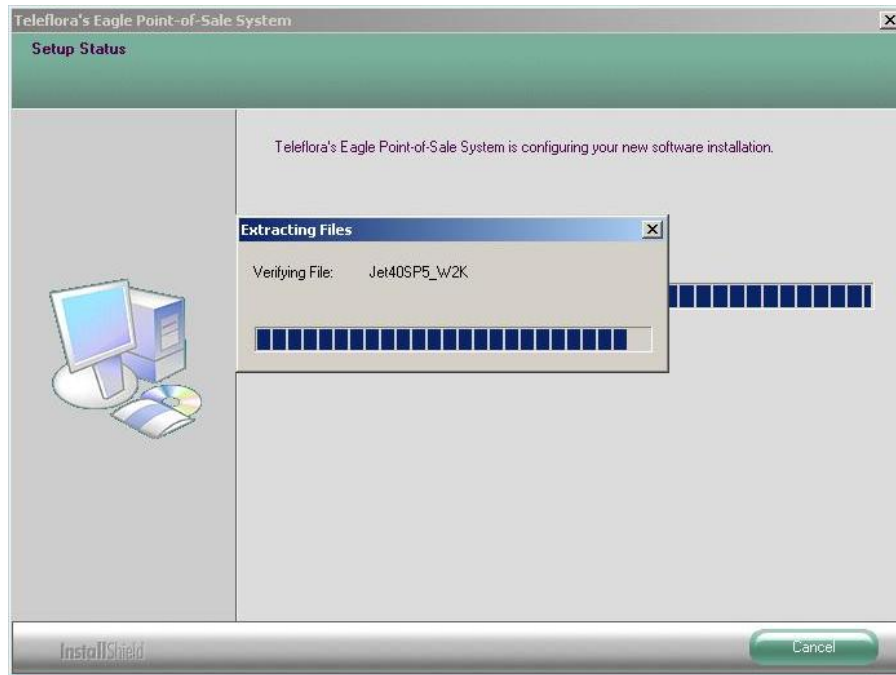 Teleflora's Eagle Point-of-Sale System
Setup Status
Teleflora's Eagle Point-of-Sale System is configuring your new software installation.
Extracting Files
Verifying File: Jet40SP5_W2K
InstallShield
Cancel